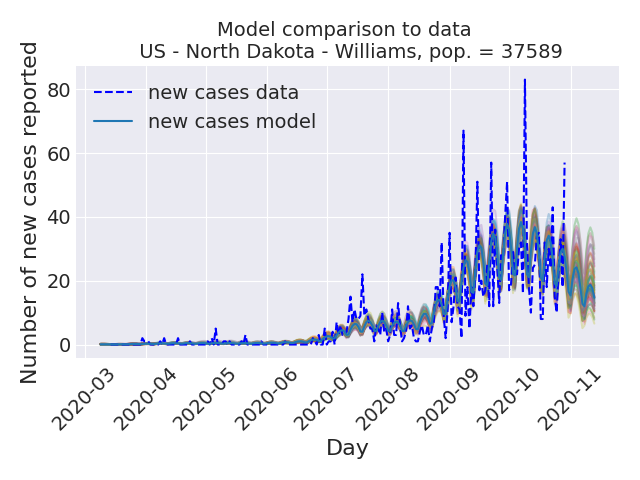 Model comparison to data
US - North Dakota - Williams, pop. = 37589
Number of new cases reported
80
60
40
20
0
new cases data
new cases model
2020-03
2020-04
2020-05
2020-06
2020-07
2020-08
2020-09
2020-10
2020-11
Day